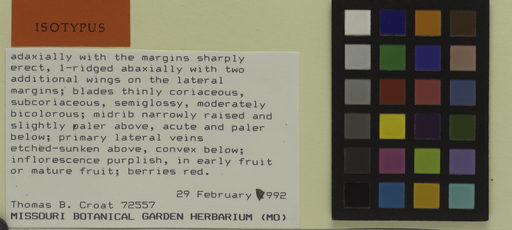 ISOTYPUS
adaxially with the margins sharply
erect, 1-ridged abaxially with two
additional wings on the lateral
margins; blades thinly coriaceous,
subcoriaceous, semiglossy, moderately
bicolorous; midrib narrowly raised and
slightly paler above, acute and paler
below; primary lateral veins
etched-sunken above, convex below;
inflorescence purplish, in early fruit
or mature fruit; berries red.
29 February 1992
Thomas B. Croat 72557
MISSOURI BOTANICAL GARDEN HERBARIUM (MO)